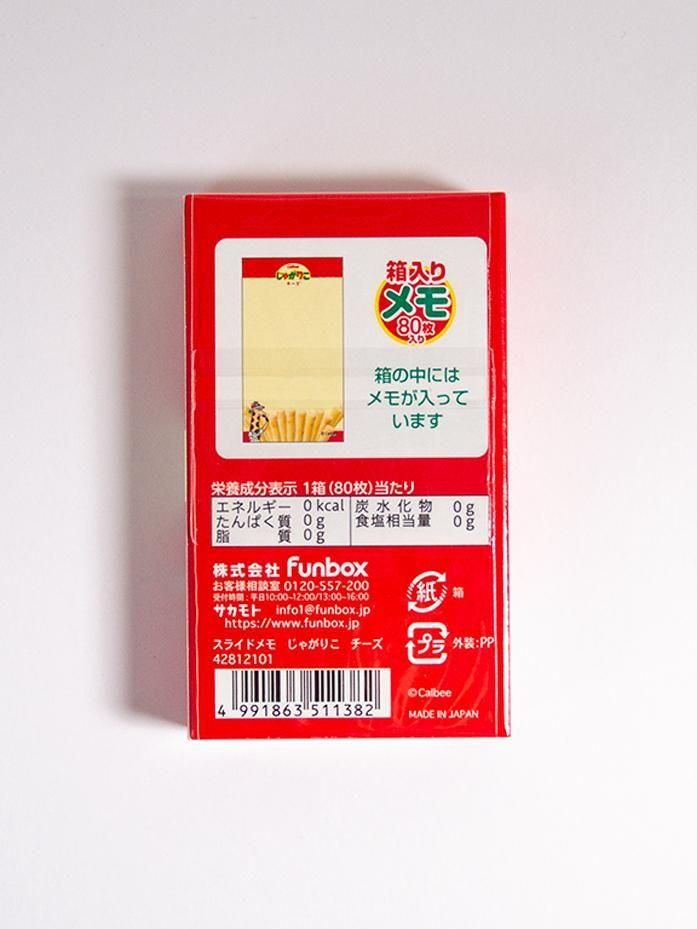 Calbee
じゃがりこ
チーズ
箱入り
メモ
80枚
入り
箱の中には
メモが入って
います
栄養成分表示 1箱(80枚)当たり
エネルギー 0kcal 炭水化物 0g
たんぱく質 0g 食塩相当量 0g
脂質 0g
株式会社 Funbox
お客様相談室 0120-557-200
受付時間:平日10:00~12:00/13:00~16:00
サカモト info1@funbox.jp
https://www.funbox.jp
紙 箱
プラ 外装:PP
スライドメモ じゃがりこ チーズ
42812101
4 991863 511382
©Calbee
MADE IN JAPAN